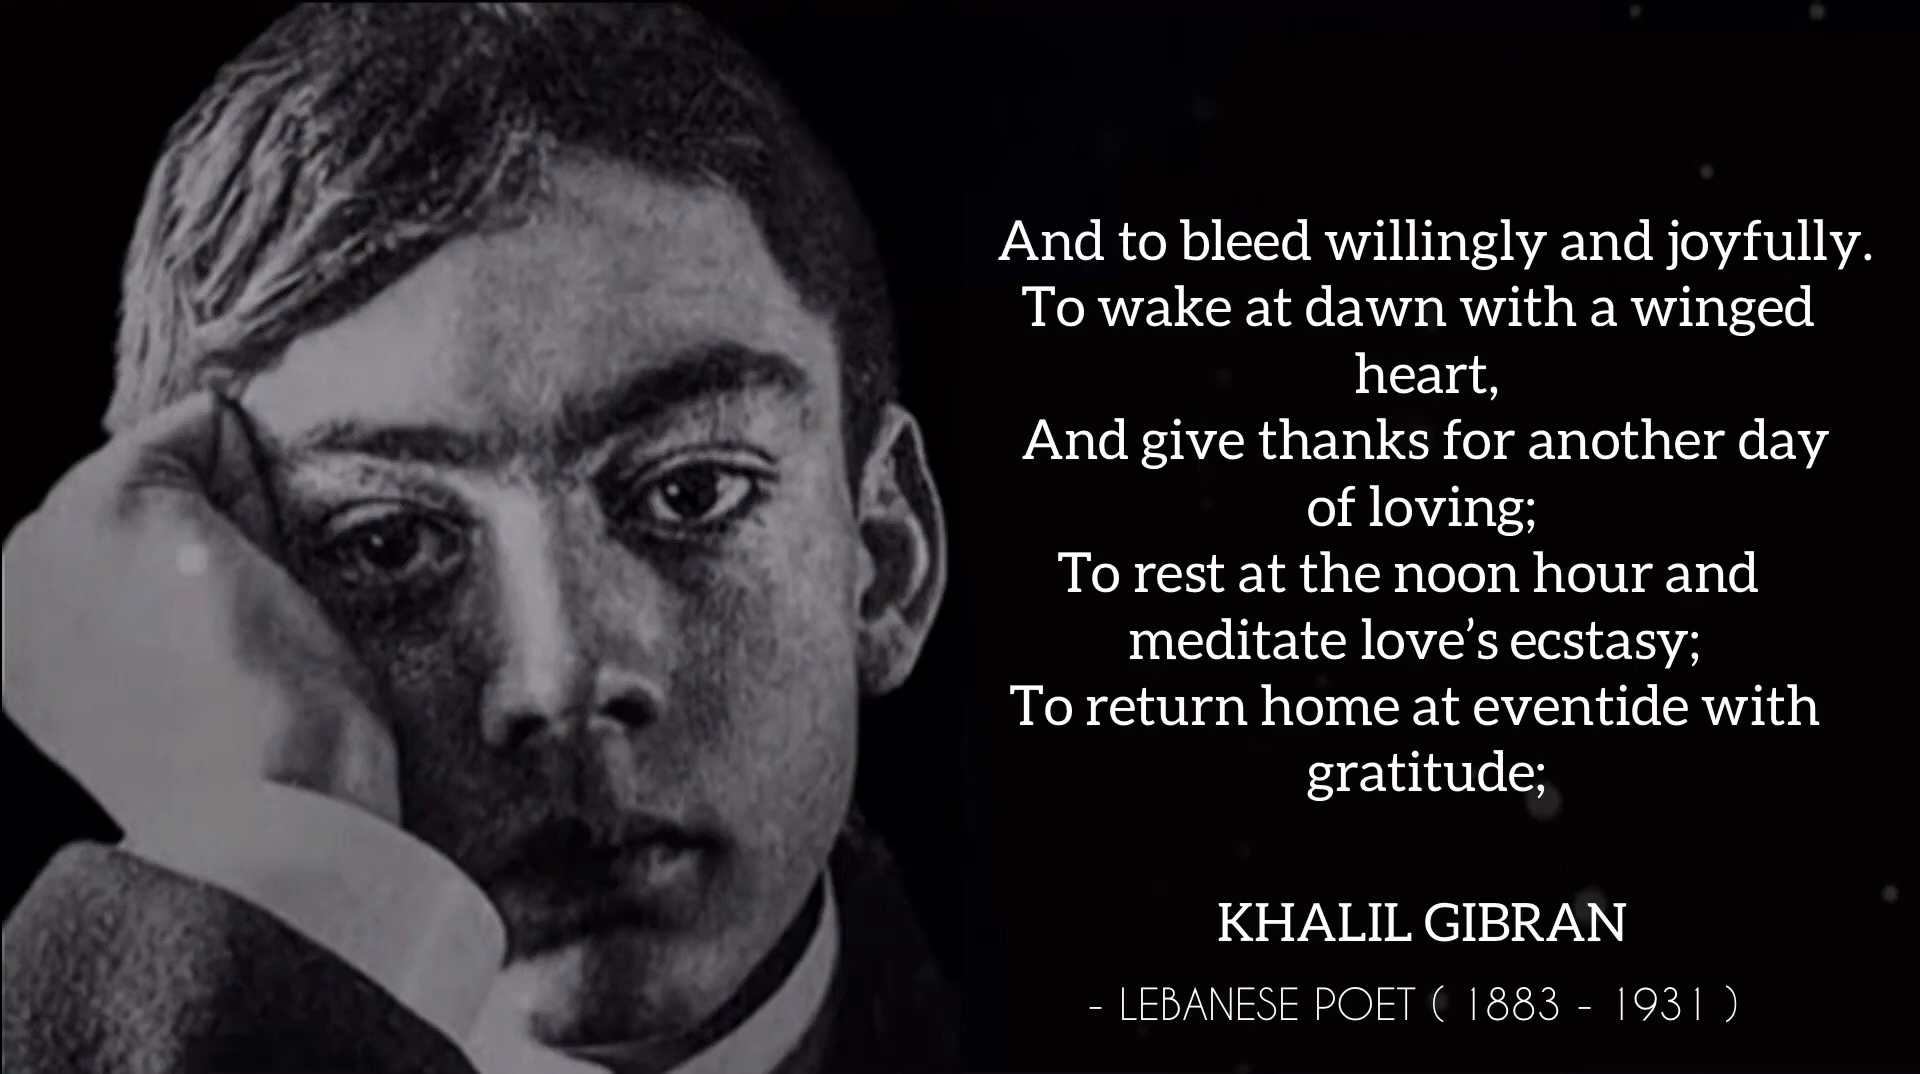 And to bleed willingly and joyfully.
To wake at dawn with a winged
heart,
And give thanks for another day
of loving;
To rest at the noon hour and
meditate love’s ecstasy;
To return home at eventide with
gratitude;
KHALIL GIBRAN
- LEBANESE POET ( 1883 - 1931 )